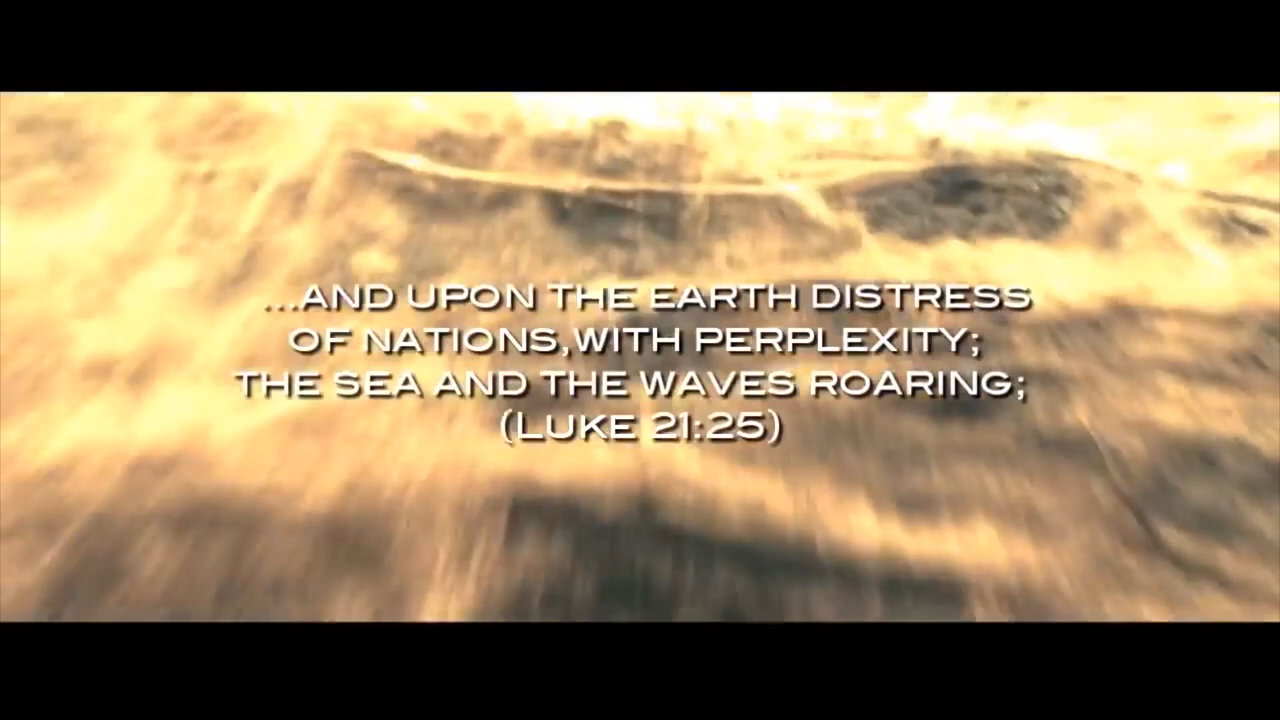 ...AND UPON THE EARTH DISTRESS
OF NATIONS,WITH PERPLEXITY;
THE SEA AND THE WAVES ROARING;
(LUKE 21:25)